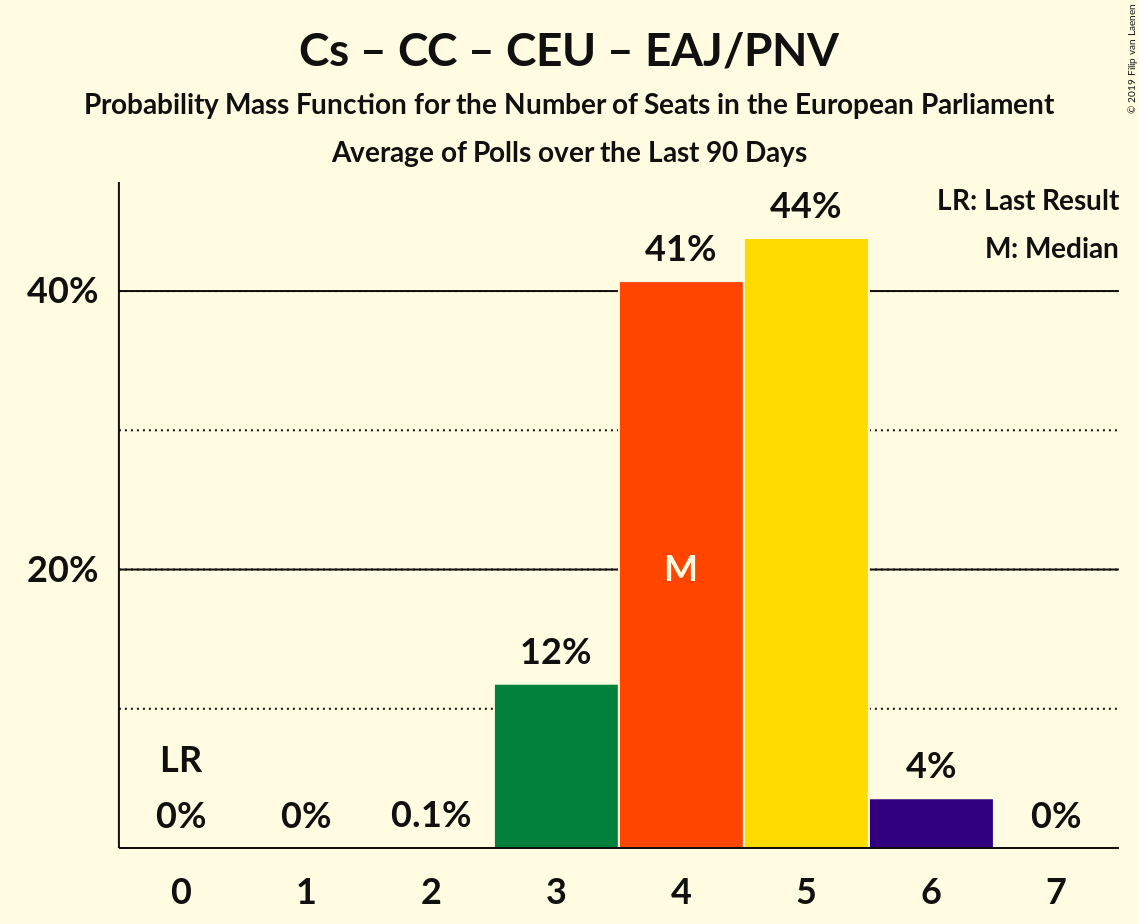 Cs – CC – CEU – EAJ/PNV
Probability Mass Function for the Number of Seats in the European Parliament
Average of Polls over the Last 90 Days
© 2019 Filip van Laenen
LR: Last Result
M: Median
40%
20%
LR
0%
0%
0.1%
12%
41%
M
44%
4%
0%
0 1 2 3 4 5 6 7